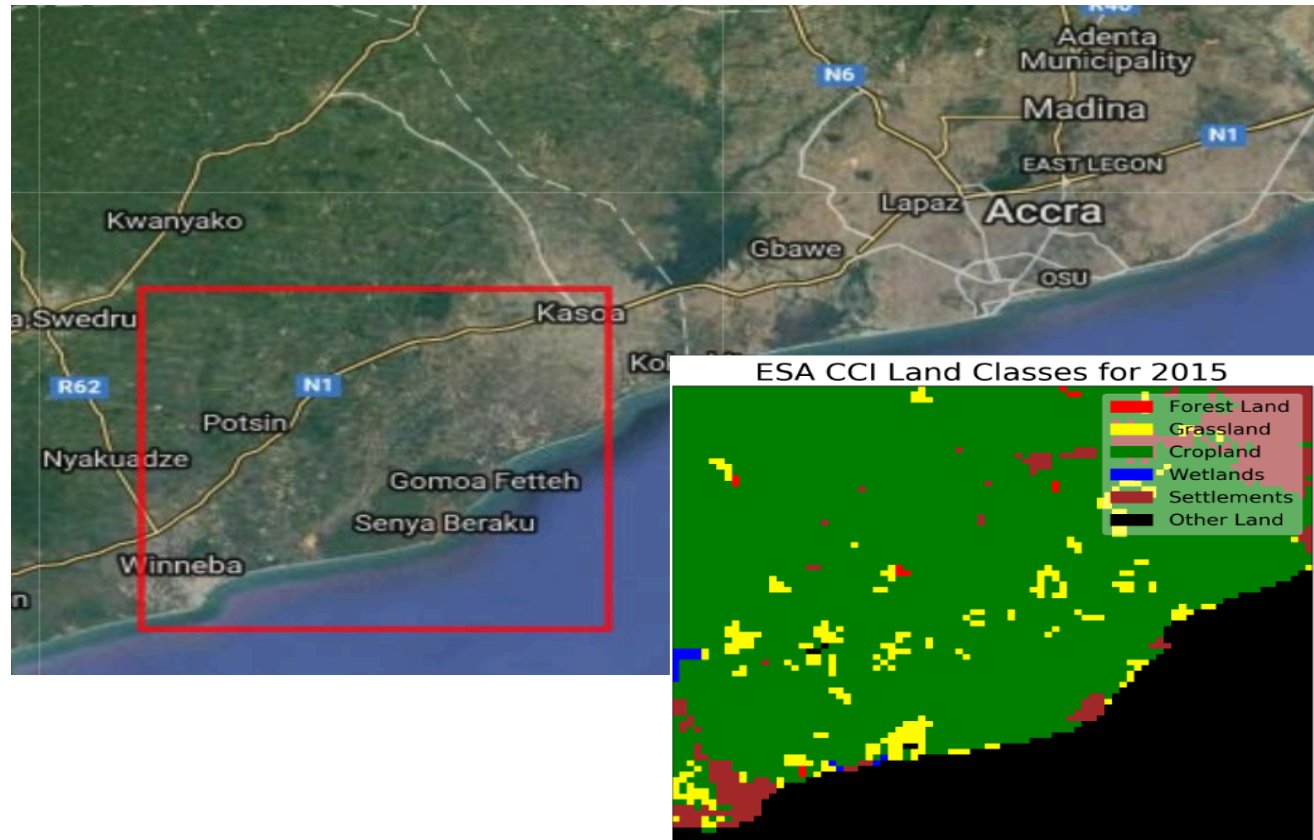 R40
Adenta
Municipality
N6
Madina
N1
EAST LEGON
Kwanyako
Lapaz
Accra
Gbawe
OSU
a Swedru
Kasoa
R62
N1
Potsin
Nyakuadze
Gomoa Fetteh
Senya Beraku
Winneba
n
ESA CCI Land Classes for 2015
Forest Land
Grassland
Cropland
Wetlands
Settlements
Other Land